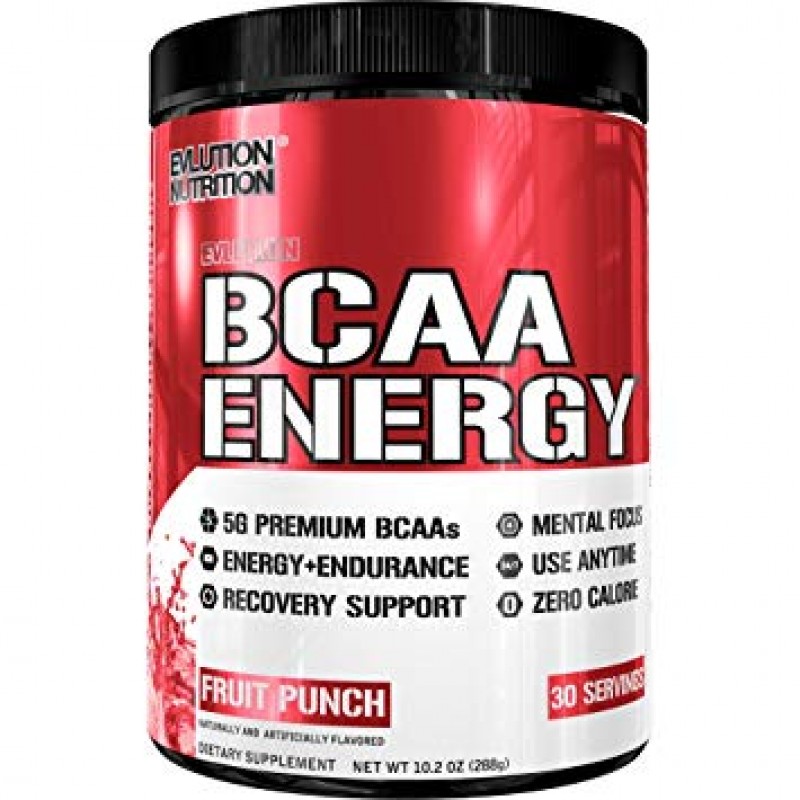 EVLUTION
NUTRITION®
BCAA
ENERGY
5G PREMIUM BCAAs
ENERGY+ENDURANCE
RECOVERY SUPPORT
MENTAL FOCUS
USE ANYTIME
ZERO CALORIE
FRUIT PUNCH
30 SERVINGS
NATURALLY AND ARTIFICIALLY FLAVORED
DIETARY SUPPLEMENT NET WT 10.2 OZ (288g)